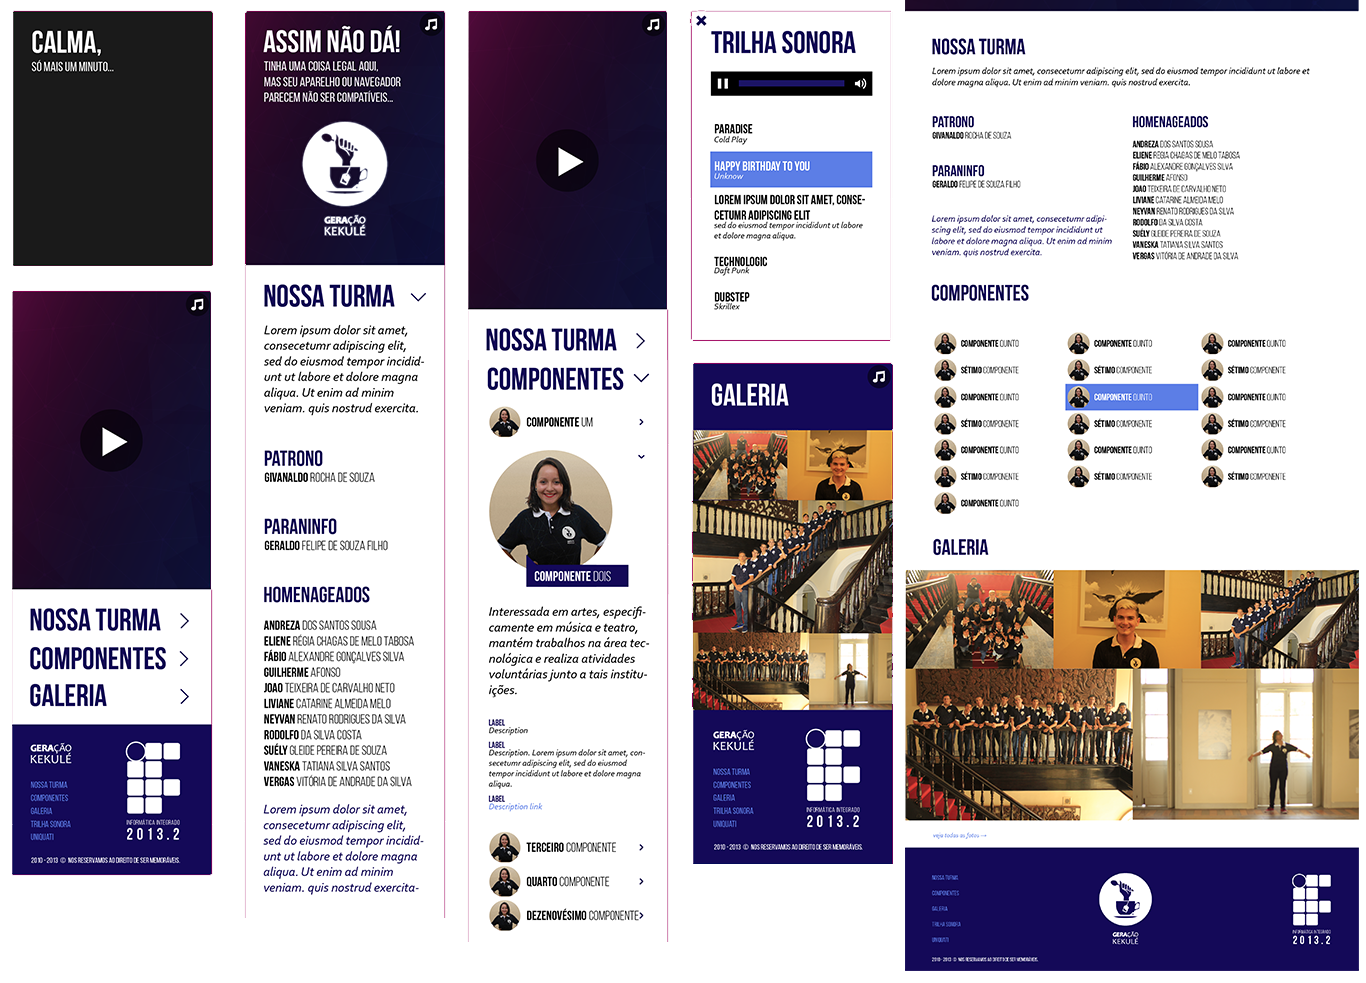 CALMA,
SÓ MAIS UM MINUTO...
NOSSA TURMA
COMPONENTES
GALERIA
GERAÇÃO
KEKULÉ
NOSSA TURMA
COMPONENTES
GALERIA
TRILHA SONORA
UNIQUATI
INFORMÁTICA INTEGRADO
2013.2
2010 - 2013 © NOS RESERVAMOS AO DIREITO DE SER MEMORÁVEIS.
ASSIM NÃO DÁ!
TINHA UMA COISA LEGAL AQUI,
MAS SEU APARELHO OU NAVEGADOR
PARECEM NÃO SER COMPATÍVEIS...
GERAÇÃO
KEKULÉ
NOSSA TURMA
Lorem ipsum dolor sit amet,
consecetumr adipiscing elit,
sed do eiusmod tempor incidid-
unt ut labore et dolore magna
aliqua. Ut enim ad minim
veniam. quis nostrud exercita.
PATRONO
GIVANALDO ROCHA DE SOUZA
PARANINFO
GERALDO FELIPE DE SOUZA FILHO
HOMENAGEADOS
ANDREZA DOS SANTOS SOUSA
ELIENE RÉGIA CHAGAS DE MELO TABOSA
FÁBIO ALEXANDRE GONÇALVES SILVA
GUILHERME AFONSO
JOAO TEIXEIRA DE CARVALHO NETO
LIVIANE CATARINE ALMEIDA MELO
NEYVAN RENATO RODRIGUES DA SILVA
RODOLFO DA SILVA COSTA
SUÉLY GLEIDE PEREIRA DE SOUZA
VANESKA TATIANA SILVA SANTOS
VERGAS VITÓRIA DE ANDRADE DA SILVA
Lorem ipsum dolor sit amet,
consecetumr adipiscing elit,
sed do eiusmod tempor incidid-
unt ut labore et dolore magna
aliqua. Ut enim ad minim
veniam. quis nostrud exercita-
NOSSA TURMA
COMPONENTES
COMPONENTE UM
COMPONENTE DOIS
Interessada em artes, especifi-
camente em música e teatro,
mantém trabalhos na área tec-
nológica e realiza atividades
voluntárias junto a tais institu-
ições.
LABEL
Description
LABEL
Description. Lorem ipsum dolor sit amet, con-
secetumr adipiscing elit, sed do eiusmod
tempor incididunt ut labore et dolore magna
aliqua.
LABEL
Description link
TERCEIRO COMPONENTE
QUARTO COMPONENTE
DEZENOVÉSIMO COMPONENTE
TRILHA SONORA
PARADISE
Cold Play
HAPPY BIRTHDAY TO YOU
Unknow
LOREM IPSUM DOLOR SIT AMET, CONSE-
CETUMR ADIPISCING ELIT
sed do eiusmod tempor incididunt ut labore
et dolore magna aliqua.
TECHNOLOGIC
Daft Punk
DUBSTEP
Skrillex
GALERIA
GERAÇÃO
KEKULÉ
NOSSA TURMA
COMPONENTES
GALERIA
TRILHA SONORA
UNIQUATI
INFORMÁTICA INTEGRADO
2013.2
2010 - 2013 © NOS RESERVAMOS AO DIREITO DE SER MEMORÁVEIS.
NOSSA TURMA
Lorem ipsum dolor sit amet, consecetumr adipiscing elit, sed do eiusmod tempor incididunt ut labore et
dolore magna aliqua. Ut enim ad minim veniam. quis nostrud exercita.
PATRONO
GIVANALDO ROCHA DE SOUZA
PARANINFO
GERALDO FELIPE DE SOUZA FILHO
Lorem ipsum dolor sit amet, consecetumr adipi-
scing elit, sed do eiusmod tempor incididunt ut
labore et dolore magna aliqua. Ut enim ad minim
veniam. quis nostrud exercita.
HOMENAGEADOS
ANDREZA DOS SANTOS SOUSA
ELIENE RÉGIA CHAGAS DE MELO TABOSA
FÁBIO ALEXANDRE GONÇALVES SILVA
GUILHERME AFONSO
JOAO TEIXEIRA DE CARVALHO NETO
LIVIANE CATARINE ALMEIDA MELO
NEYVAN RENATO RODRIGUES DA SILVA
RODOLFO DA SILVA COSTA
SUÉLY GLEIDE PEREIRA DE SOUZA
VANESKA TATIANA SILVA SANTOS
VERGAS VITÓRIA DE ANDRADE DA SILVA
COMPONENTES
COMPONENTE QUINTO COMPONENTE QUINTO COMPONENTE QUINTO
SÉTIMO COMPONENTE SÉTIMO COMPONENTE SÉTIMO COMPONENTE
COMPONENTE QUINTO COMPONENTE QUINTO COMPONENTE QUINTO
SÉTIMO COMPONENTE SÉTIMO COMPONENTE SÉTIMO COMPONENTE
COMPONENTE QUINTO COMPONENTE QUINTO COMPONENTE QUINTO
SÉTIMO COMPONENTE SÉTIMO COMPONENTE SÉTIMO COMPONENTE
COMPONENTE QUINTO
GALERIA
veja todas as fotos →
NOSSA TURMA
COMPONENTES
GALERIA
TRILHA SONORA
UNIQUATI
2010 - 2013 © NOS RESERVAMOS AO DIREITO DE SER MEMORÁVEIS.
GERAÇÃO
KEKULÉ
INFORMÁTICA INTEGRADO
2013.2